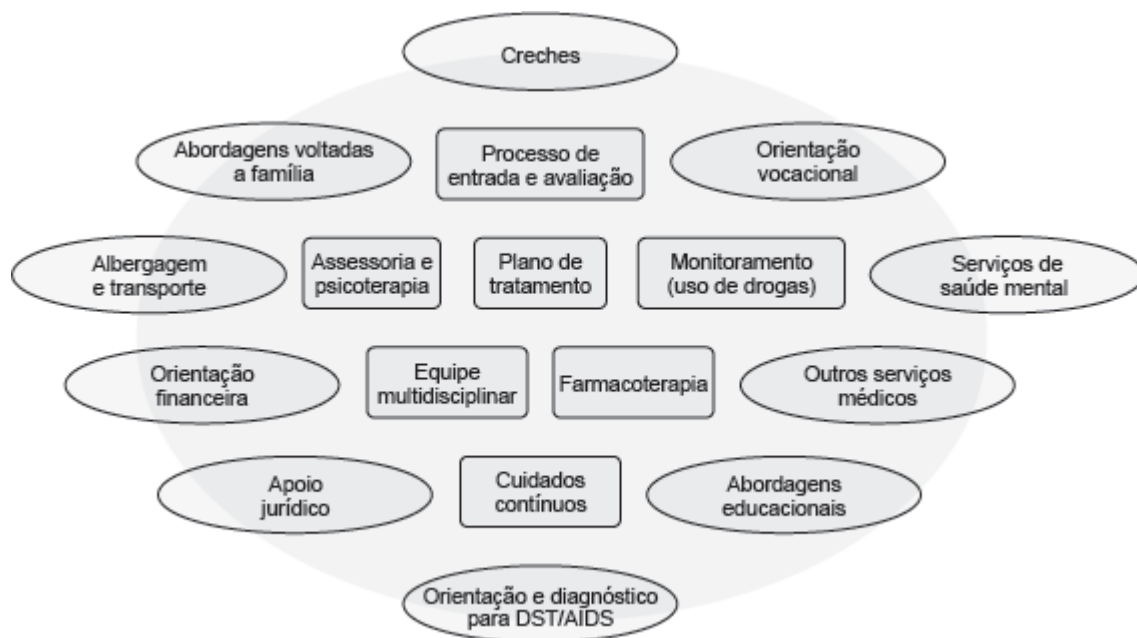 Creches
Abordagens voltadas
a família
Processo de
entrada e avaliação
Orientação
vocacional
Albergagem
e transporte
Assessoria e
psicoterapia
Plano de
tratamento
Monitoramento
(uso de drogas)
Serviços de
saúde mental
Orientação
financeira
Equipe
multidisciplinar
Farmacoterapia
Outros serviços
médicos
Apoio
jurídico
Cuidados
contínuos
Abordagens
educacionais
Orientação e diagnóstico
para DST/AIDS